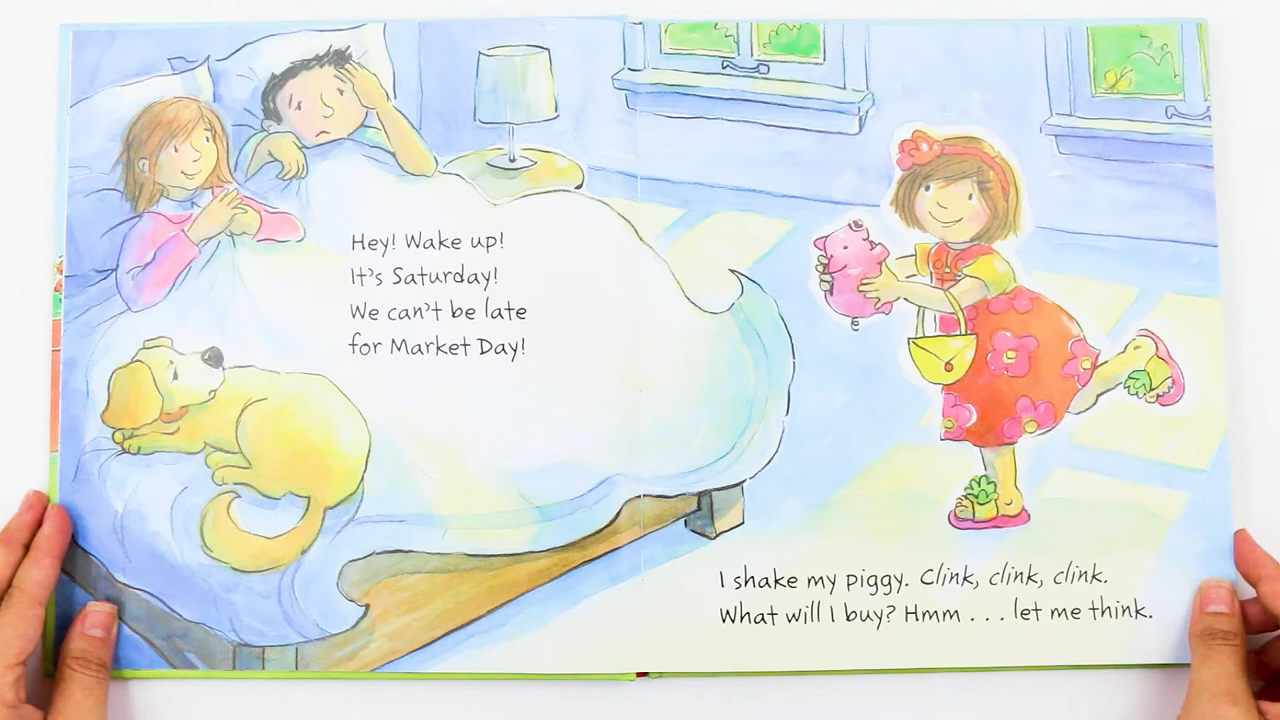 Hey! Wake up!
It's Saturday!
We can't be late
for Market Day!
I shake my piggy. Clink, clink, clink.
What will I buy? Hmm . . . let me think.